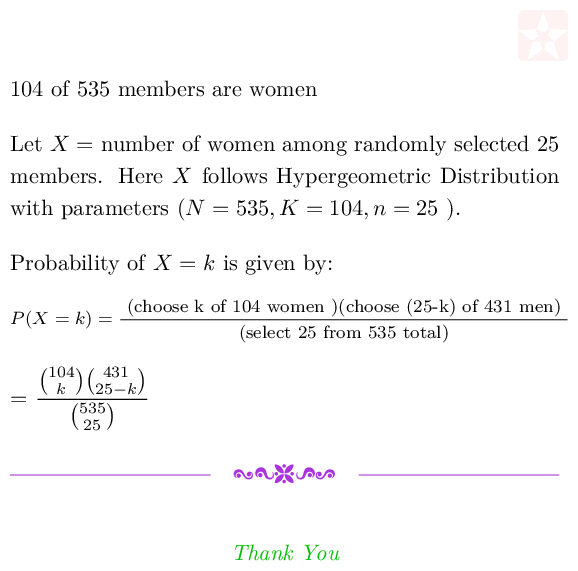 104 of 535 members are women
Let X = number of women among randomly selected 25
members. Here X follows Hypergeometric Distribution
with parameters (N = 535, K = 104, n = 25 ).
Probability of X = k is given by:
P(X = k) = \frac{(choose k of 104 women )(choose (25-k) of 431 men)}{(select 25 from 535 total)}
= \frac{\binom{104}{k}\binom{431}{25-k}}{\binom{535}{25}}
Thank You